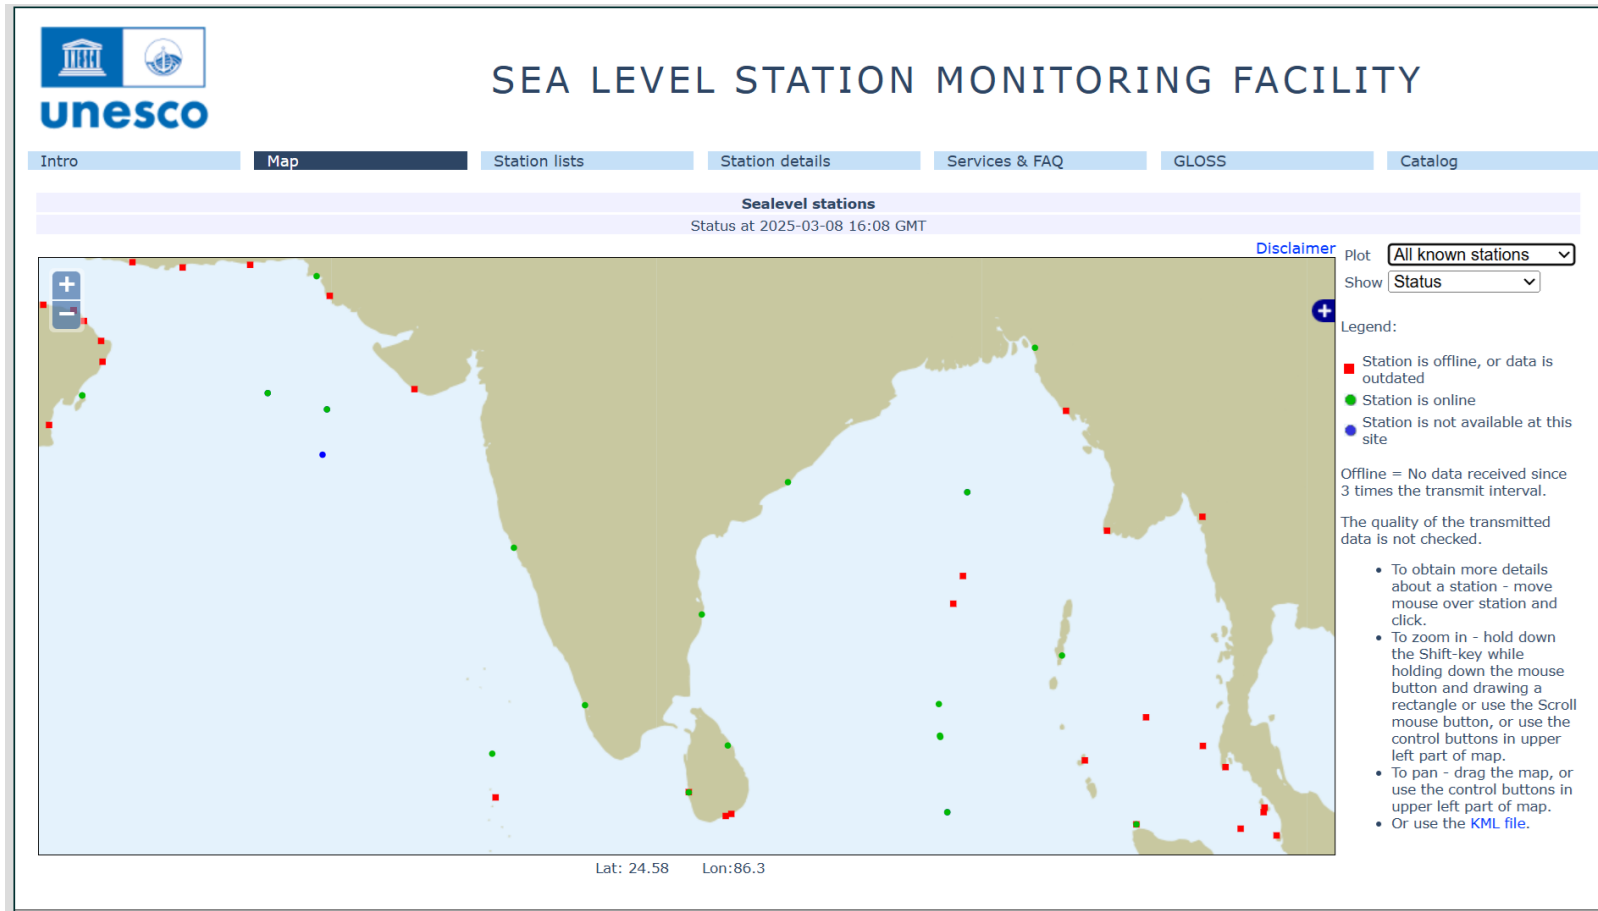 unesco
SEA LEVEL STATION MONITORING FACILITY
Intro
Map
Station lists
Station details
Services & FAQ
GLOSS
Catalog
Sealevel stations
Status at 2025-03-08 16:08 GMT
Disclaimer
Plot All known stations
Show Status
+
−
+
Legend:
Station is offline, or data is
outdated
Station is online
Station is not available at this
site
Offline = No data received since
3 times the transmit interval.
The quality of the transmitted
data is not checked.
• To obtain more details
about a station - move
mouse over station and
click.
• To zoom in - hold down
the Shift-key while
holding down the mouse
button and drawing a
rectangle or use the Scroll
mouse button, or use the
control buttons in upper
left part of map.
• To pan - drag the map, or
use the control buttons in
upper left part of map.
• Or use the KML file.
Lat: 24.58 Lon:86.3